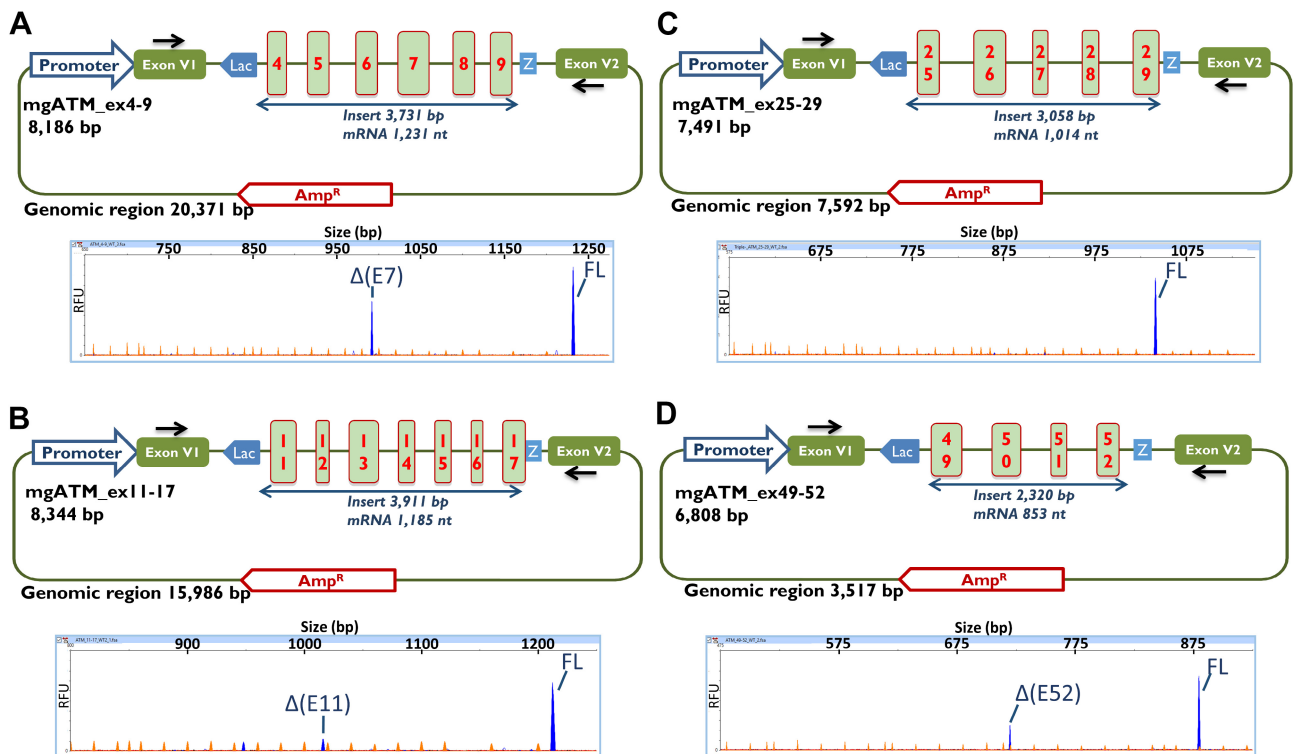 A
Promoter
Exon V1
Lac
4
5
6
7
8
9
Z
Exon V2
mgATM_ex4-9
8,186 bp
Insert 3,731 bp
mRNA 1,231 nt
AmpR
Genomic region 20,371 bp
Size (bp)
750 850 950 1050 1150 1250
RFU
Δ(E7)
FL
C
Promoter
Exon V1
Lac
25
26
27
28
29
Z
Exon V2
mgATM_ex25-29
7,491 bp
Insert 3,058 bp
mRNA 1,014 nt
AmpR
Genomic region 7,592 bp
Size (bp)
675 775 875 975 1075
RFU
FL
B
Promoter
Exon V1
Lac
11
12
13
14
15
16
17
Z
Exon V2
mgATM_ex11-17
8,344 bp
Insert 3,911 bp
mRNA 1,185 nt
AmpR
Genomic region 15,986 bp
Size (bp)
900 1000 1100 1200
RFU
Δ(E11)
FL
D
Promoter
Exon V1
Lac
49
50
51
52
Z
Exon V2
mgATM_ex49-52
6,808 bp
Insert 2,320 bp
mRNA 853 nt
AmpR
Genomic region 3,517 bp
Size (bp)
575 675 775 875
RFU
Δ(E52)
FL